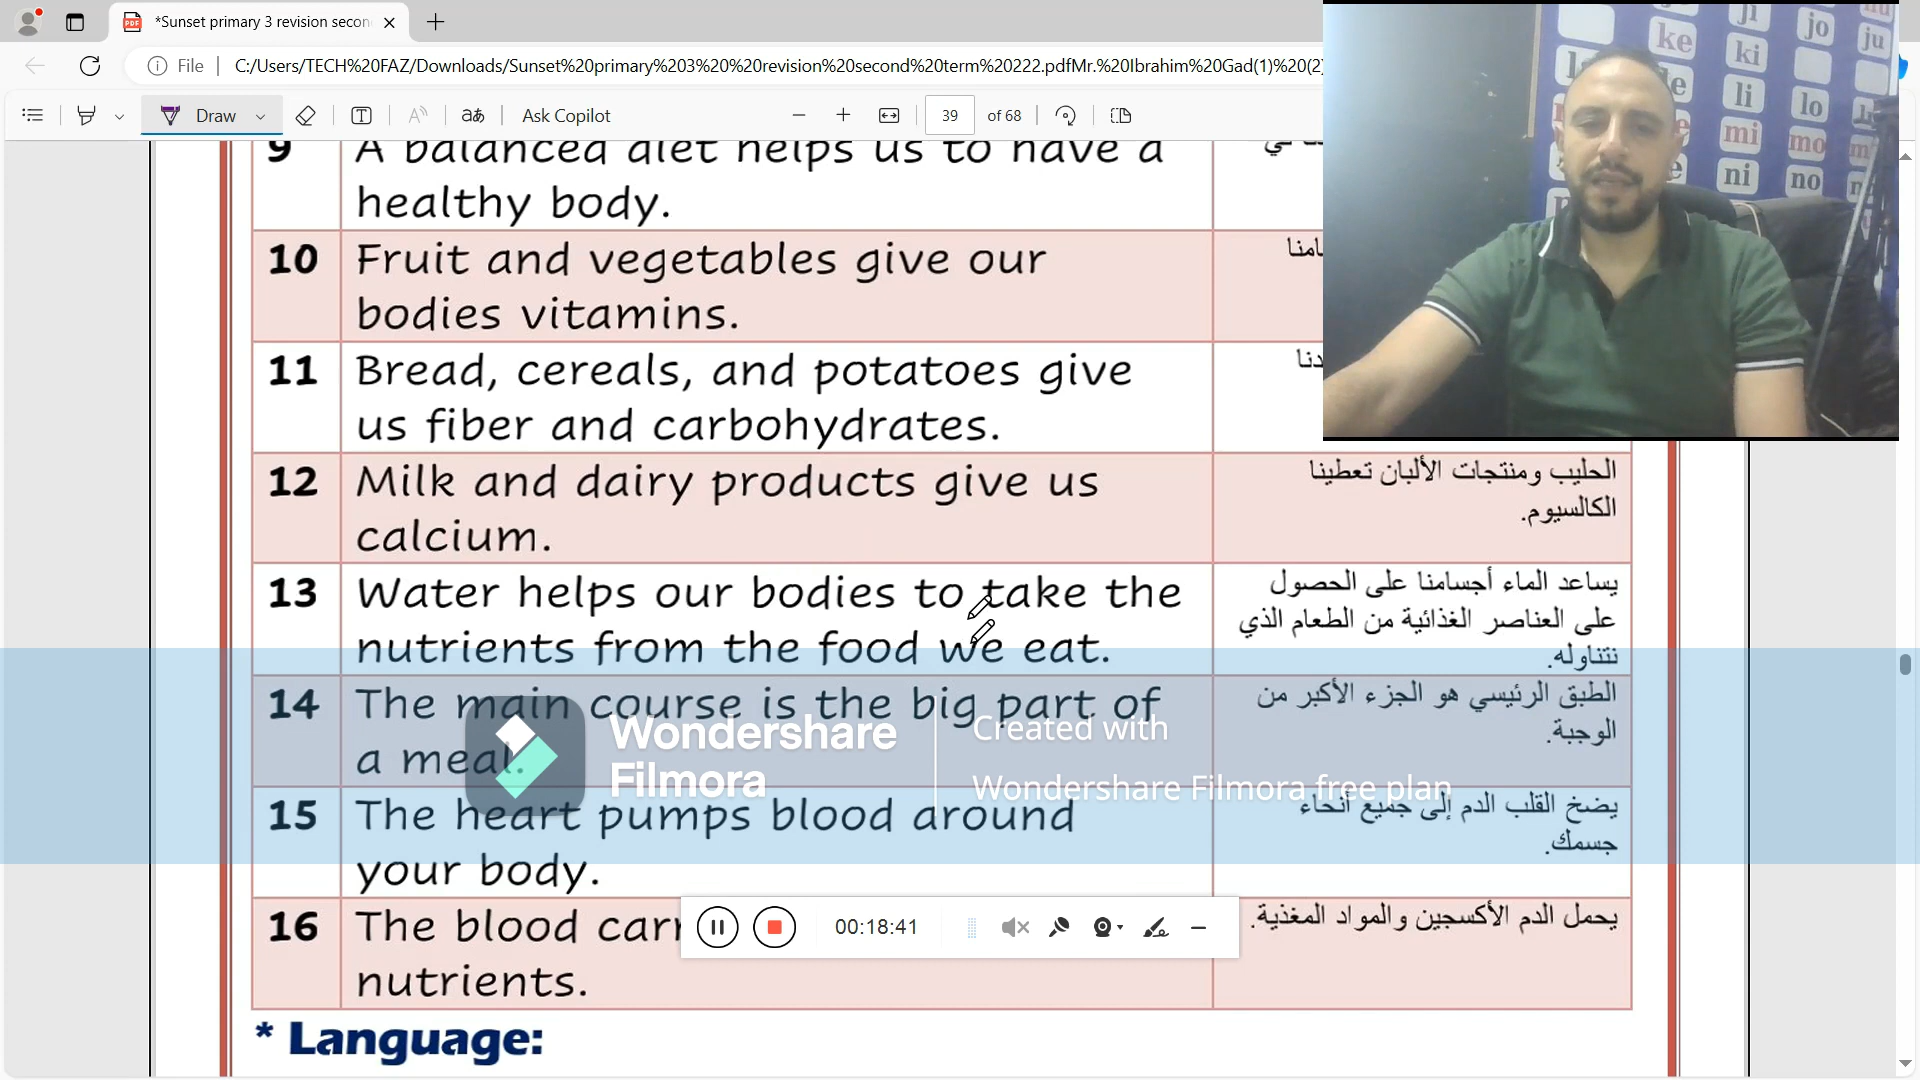 *Sunset primary 3 revision secon
File
C:/Users/TECH%20FAZ/Downloads/Sunset%20primary%203%20%20revision%20second%20term%20222.pdfMr.%20Ibrahim%20Gad(1)%20(2)
Draw
aあ
Ask Copilot
39 of 68
9 A balanced diet helps us to have a
healthy body.
10 Fruit and vegetables give our
bodies vitamins.
11 Bread, cereals, and potatoes give
us fiber and carbohydrates.
12 Milk and dairy products give us
calcium.
الحليب ومنتجات الألبان تعطينا
الكالسيوم.
13 Water helps our bodies to take the
nutrients from the food we eat.
يساعد الماء أجسامنا على الحصول
على العناصر الغذائية من الطعام الذي
نتناوله.
14 The main course is the big part of
a meal.
الطبق الرئيسي هو الجزء الأكبر من
الوجبة.
15 The heart pumps blood around
your body.
يضخ القلب الدم إلى جميع أنحاء
جسمك.
16 The blood carr
nutrients.
يحمل الدم الأكسجين والمواد المغذية.
* Language:
Wondershare
Filmora
Created with
Wondershare Filmora free plan
00:18:41
ke
ji
jo
ju
ki
li
lo
mi
mo
ni
no